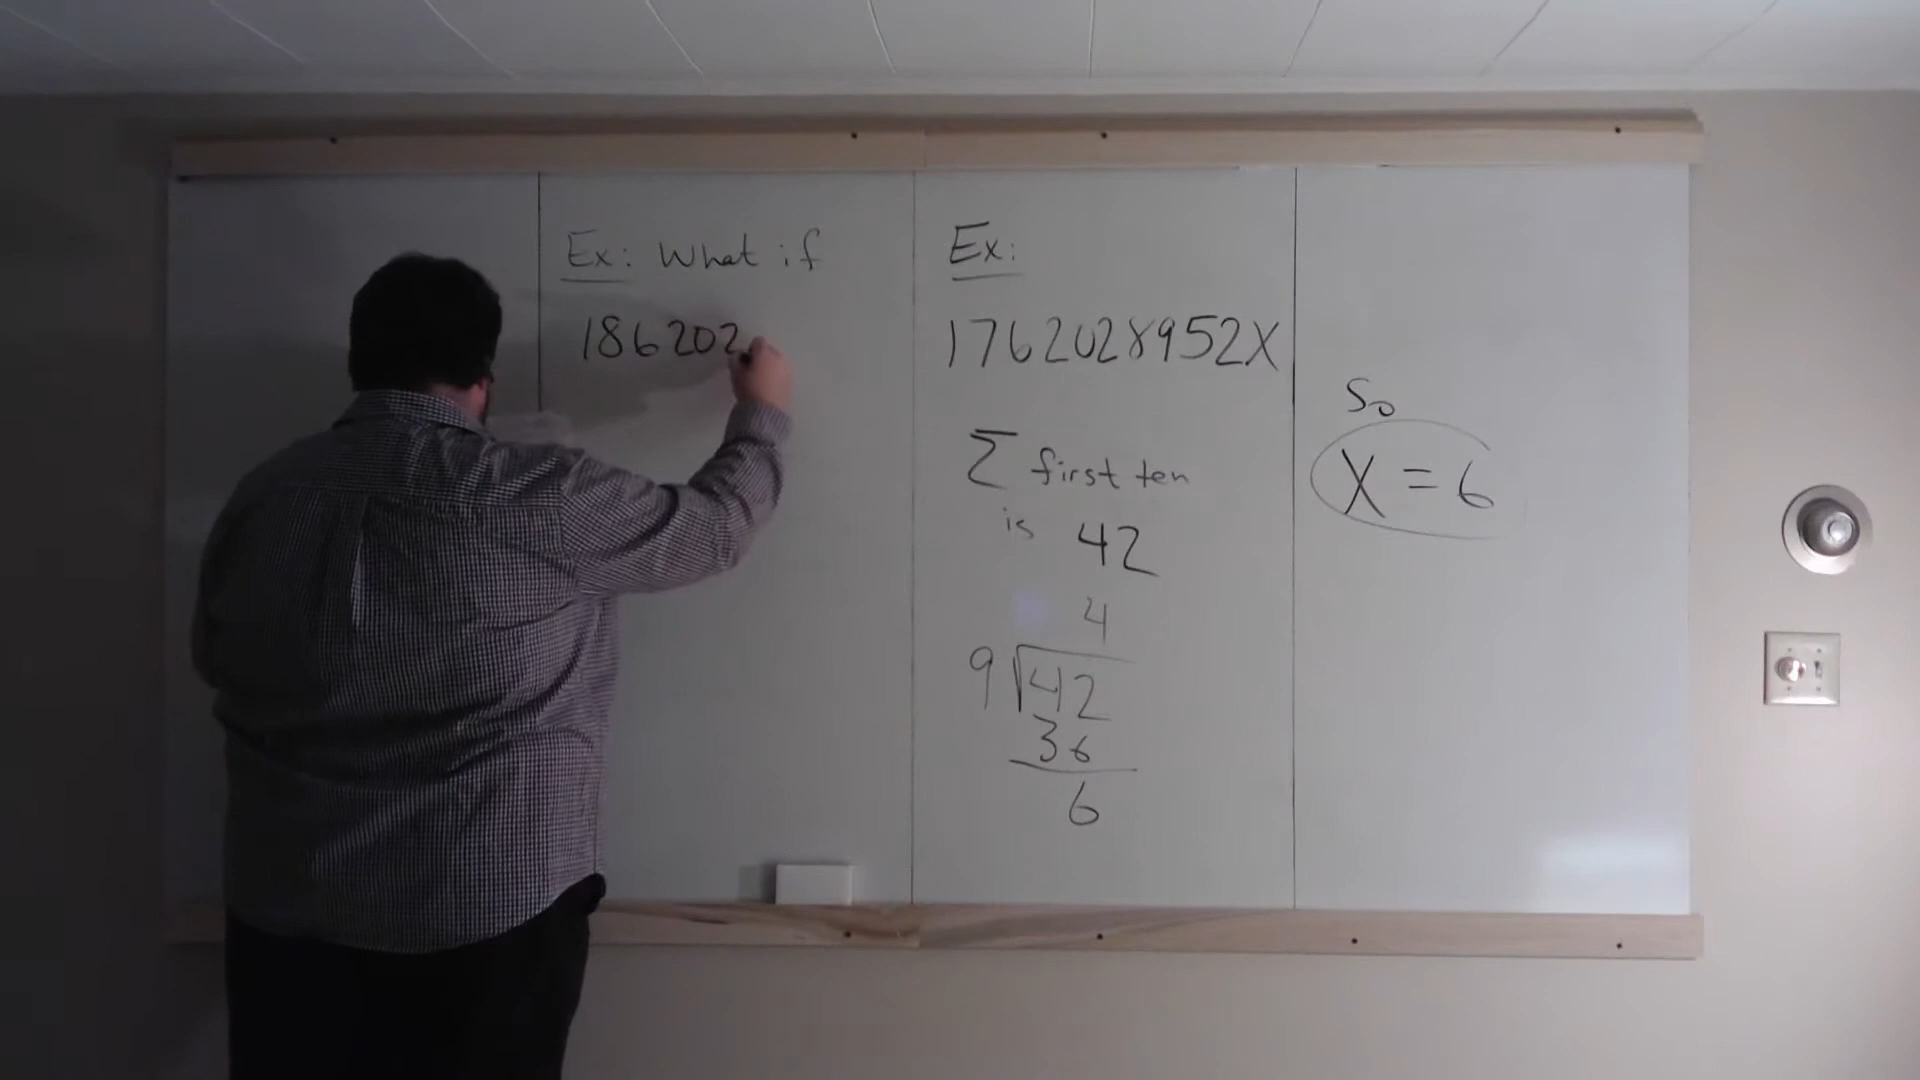 Ex: What if
186202
Ex:
1762028952X
Σ first ten
is 42
4
9 42
36
6
So
X = 6